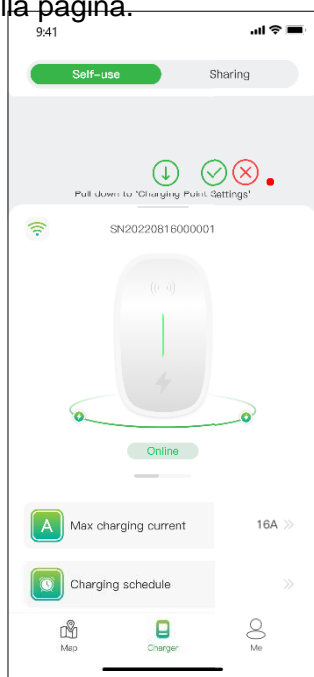 lla pagina.
9:41
Self-use Sharing
Pull down to 'Charging Point Settings'
SN20220816000001
Online
A Max charging current 16A
Charging schedule
Map Charger Me